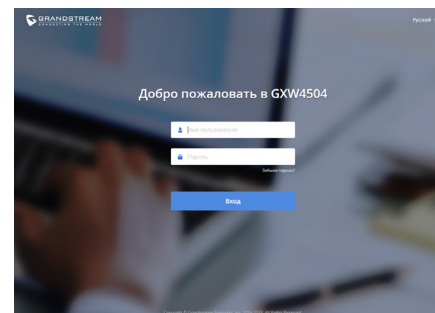 GRANDSTREAM
CONNECTING THE WORLD
Русский
Добро пожаловать в GXW4504
Имя пользователя
Пароль
Забыли пароль?
Вход